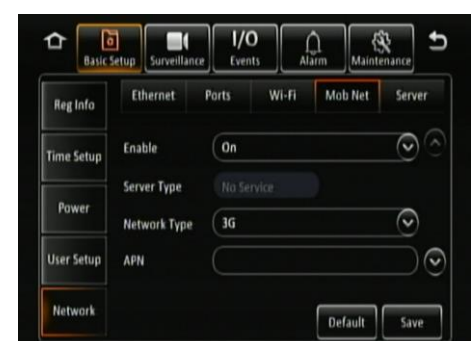 Basic Setup Surveillance I/O Events Alarm Maintenance
Reg Info
Time Setup
Power
User Setup
Network
Ethernet Ports Wi-Fi Mob Net Server
Enable On
Server Type No Service
Network Type 3G
APN
Default Save